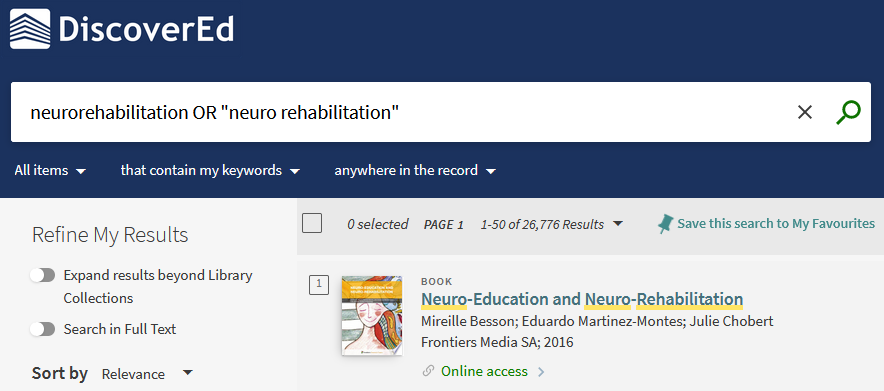 DiscoverEd
neurorehabilitation OR "neuro rehabilitation"
All items
that contain my keywords
anywhere in the record
Refine My Results
0 selected PAGE 1 1-50 of 26,776 Results
Save this search to My Favourites
Expand results beyond Library
Collections
Search in Full Text
Sort by Relevance
1
BOOK
Neuro-Education and Neuro-Rehabilitation
Mireille Besson; Eduardo Martinez-Montes; Julie Chobert
Frontiers Media SA; 2016
Online access